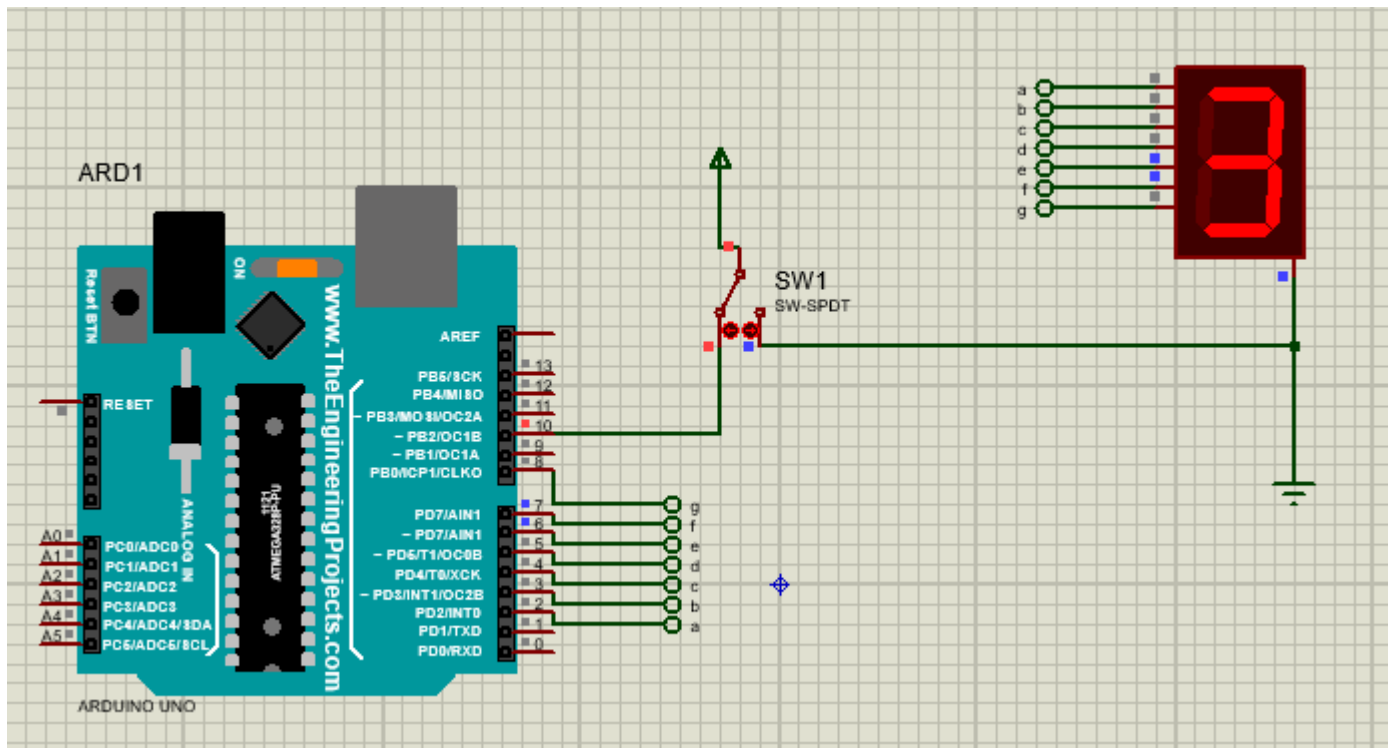 ARD1
Reset BTN
ON
www.TheEngineeringProjects.com
RESET
ANALOG IN
1121
ATMEGA328P-PU
AREF
PB5/SCK
PB4/MISO
~ PB3/MOSI/OC2A
~ PB2/OC1B
~ PB1/OC1A
PB0/ICP1/CLKO
PD7/AIN1
~ PD7/AIN1
~ PD5/T1/OC0B
PD4/T0/XCK
~ PD3/INT1/OC2B
PD2/INT0
PD1/TXD
PD0/RXD
13
12
11
10
9
8
7
6
5
4
3
2
1
0
A0
A1
A2
A3
A4
A5
PC0/ADC0
PC1/ADC1
PC2/ADC2
PC3/ADC3
PC4/ADC4/SDA
PC5/ADC5/SCL
ARDUINO UNO
g
f
e
d
c
b
a
SW1
SW-SPDT
a
b
c
d
e
f
g
3